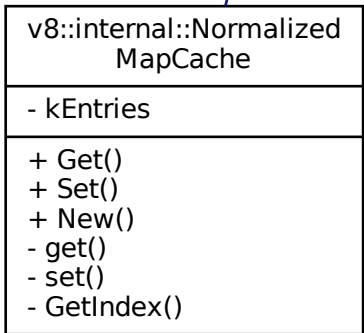 v8::internal::Normalized
MapCache
- kEntries
+ Get()
+ Set()
+ New()
- get()
- set()
- GetIndex()